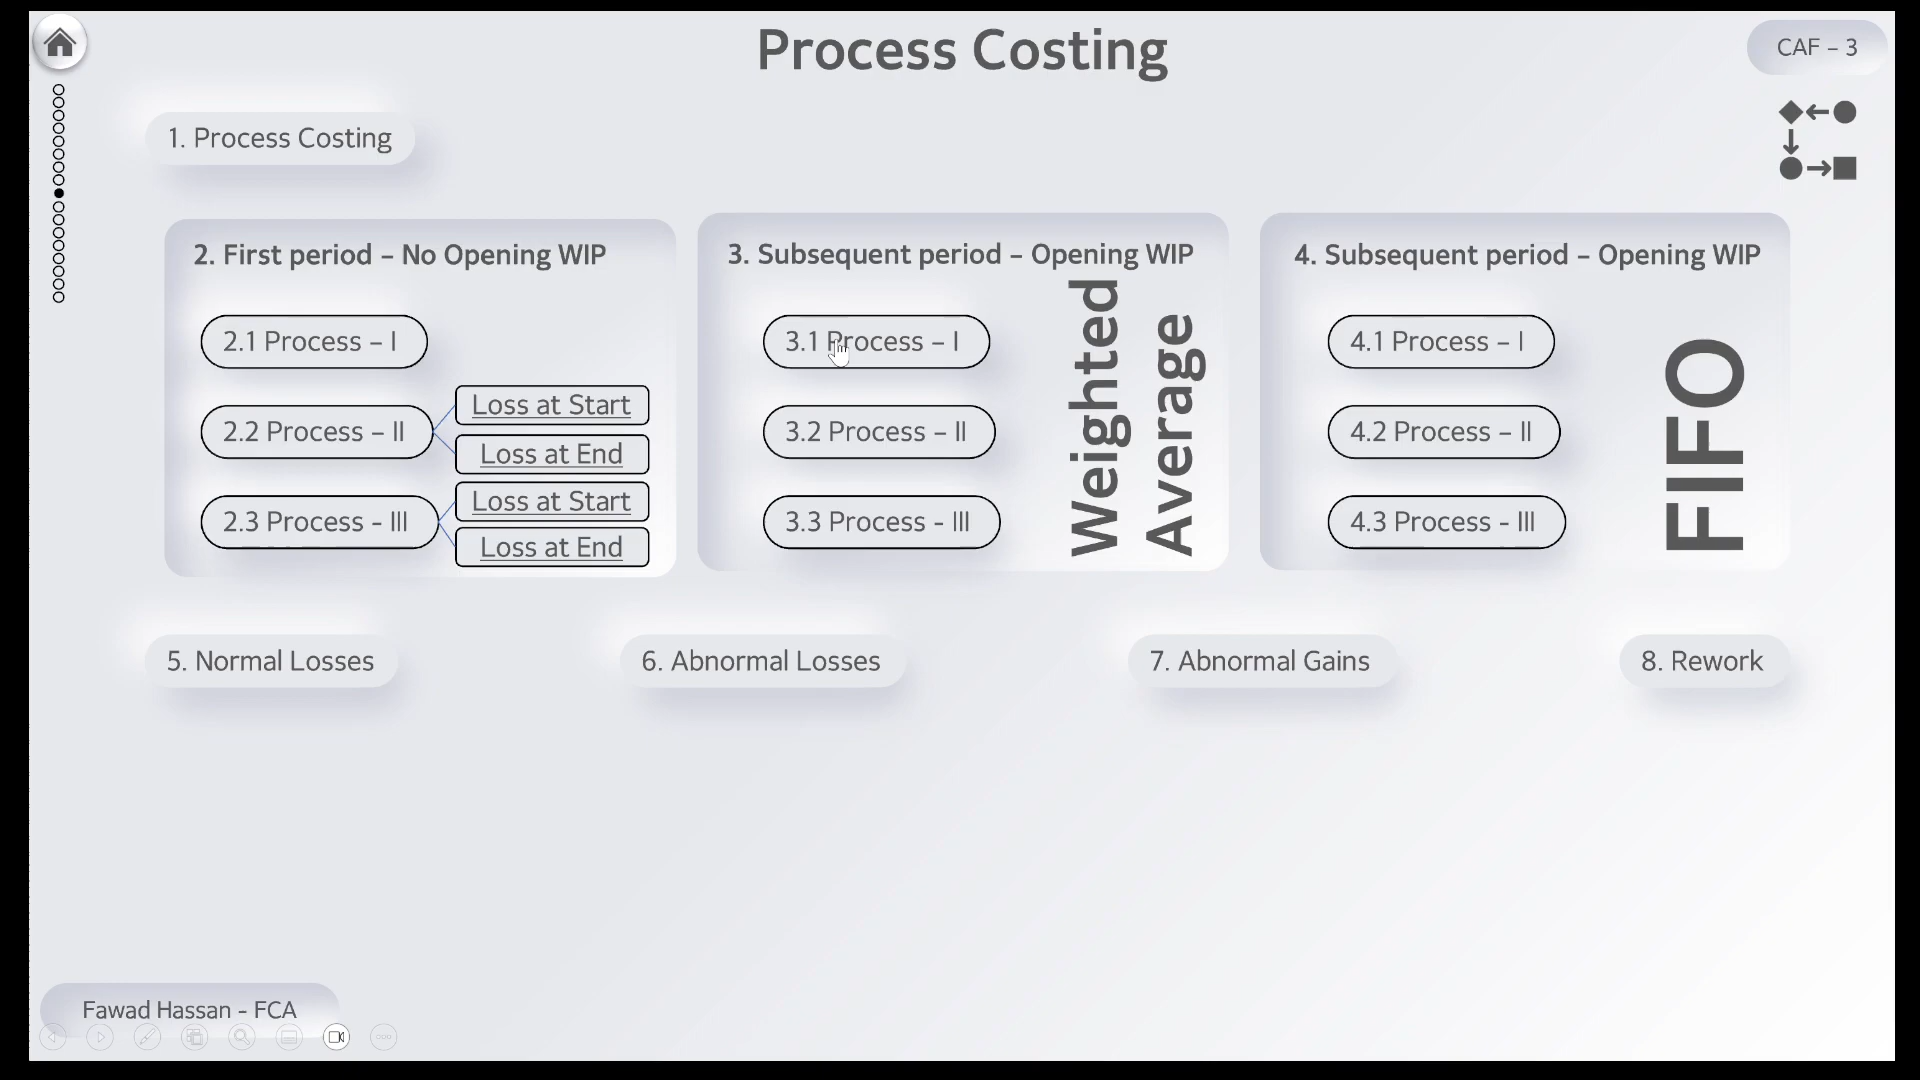 Process Costing
CAF – 3
1. Process Costing
2. First period – No Opening WIP
2.1 Process – I
2.2 Process – II
Loss at Start
Loss at End
2.3 Process - III
Loss at Start
Loss at End
3. Subsequent period – Opening WIP
3.1 Process – I
3.2 Process – II
3.3 Process - III
Weighted
Average
4. Subsequent period – Opening WIP
4.1 Process – I
4.2 Process – II
4.3 Process - III
FIFO
5. Normal Losses
6. Abnormal Losses
7. Abnormal Gains
8. Rework
Fawad Hassan - FCA